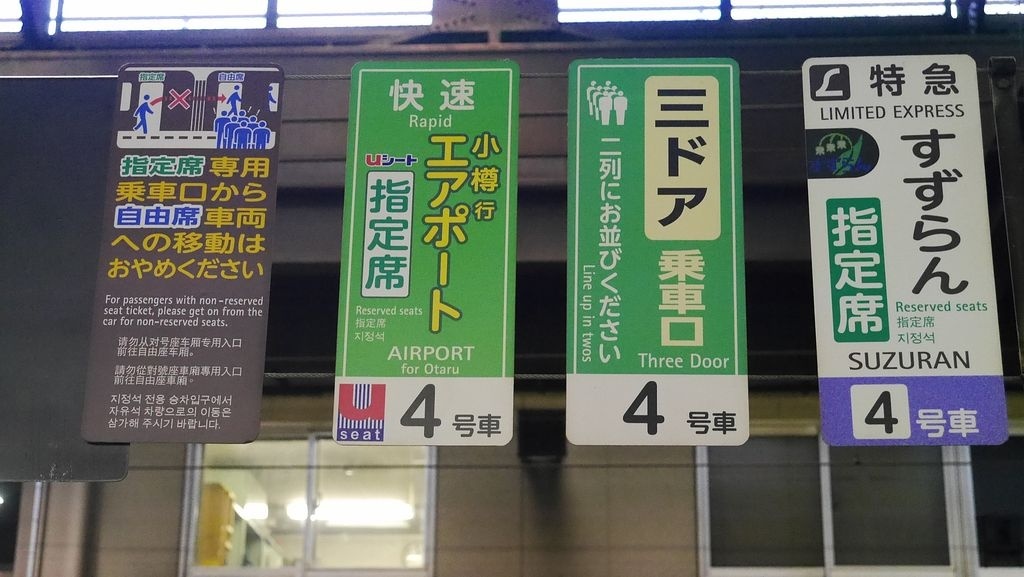 指定席
自由席
指定席専用
乗車口から
自由席車両
への移動は
おやめください
For passengers with non-reserved
seat ticket, please get on from the
car for non-reserved seats.
请勿从对号座车厢专用入口
前往自由座车厢。
請勿從對號座車廂專用入口
前往自由座車廂。
지정석 전용 승차입구에서
자유석 차량으로의 이동은
삼가해 주시기 바랍니다.
快速
Rapid
小樽行
エアポート
uシート
指定席
Reserved seats
指定席
지정석
AIRPORT
for Otaru
u
seat
4号車
三ドア
乗車口
二列にお並びください
Line up in twos
Three Door
4号車
L特急
LIMITED EXPRESS
すずらん
指定席
Reserved seats
指定席
지정석
SUZURAN
4号車